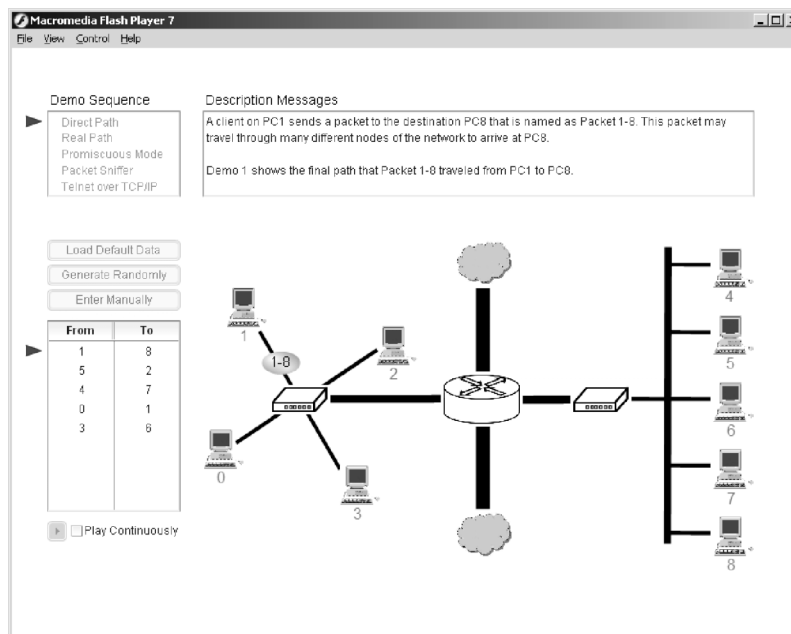 Macromedia Flash Player 7
File View Control Help
Demo Sequence
Direct Path
Real Path
Promiscuous Mode
Packet Sniffer
Telnet over TCP/IP
Description Messages
A client on PC1 sends a packet to the destination PC8 that is named as Packet 1-8. This packet may
travel through many different nodes of the network to arrive at PC8.
Demo 1 shows the final path that Packet 1-8 traveled from PC1 to PC8.
Load Default Data
Generate Randomly
Enter Manually
From To
1 8
5 2
4 7
0 1
3 6
Play Continuously
1
1-8
2
0
3
4
5
6
7
8